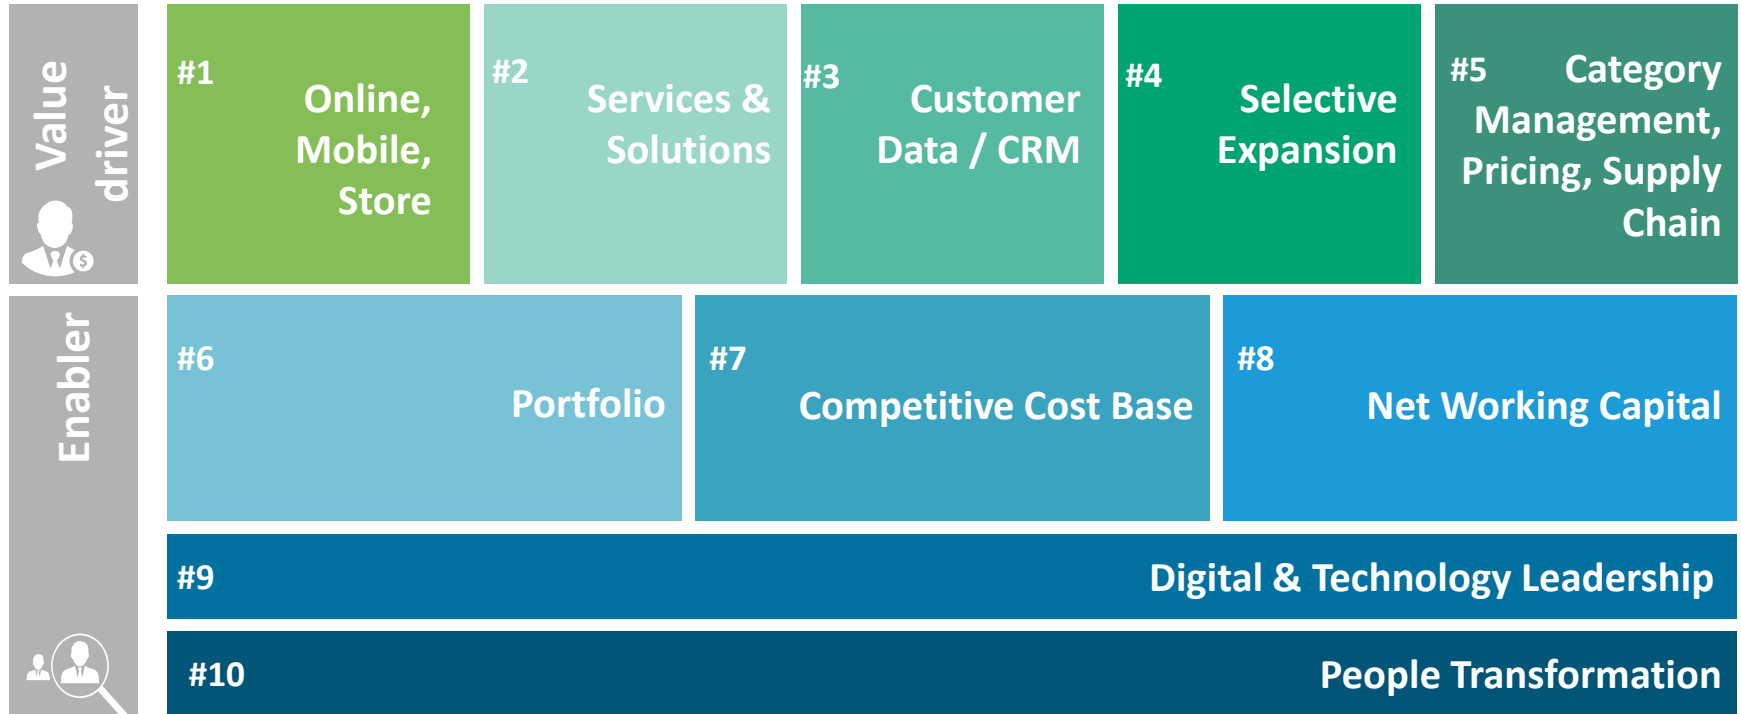 Value
driver
#1
Online,
Mobile,
Store
#2
Services &
Solutions
#3
Customer
Data / CRM
#4
Selective
Expansion
#5
Category
Management,
Pricing, Supply
Chain
$
Enabler
#6
Portfolio
#7
Competitive Cost Base
#8
Net Working Capital
#9
Digital & Technology Leadership
#10
People Transformation